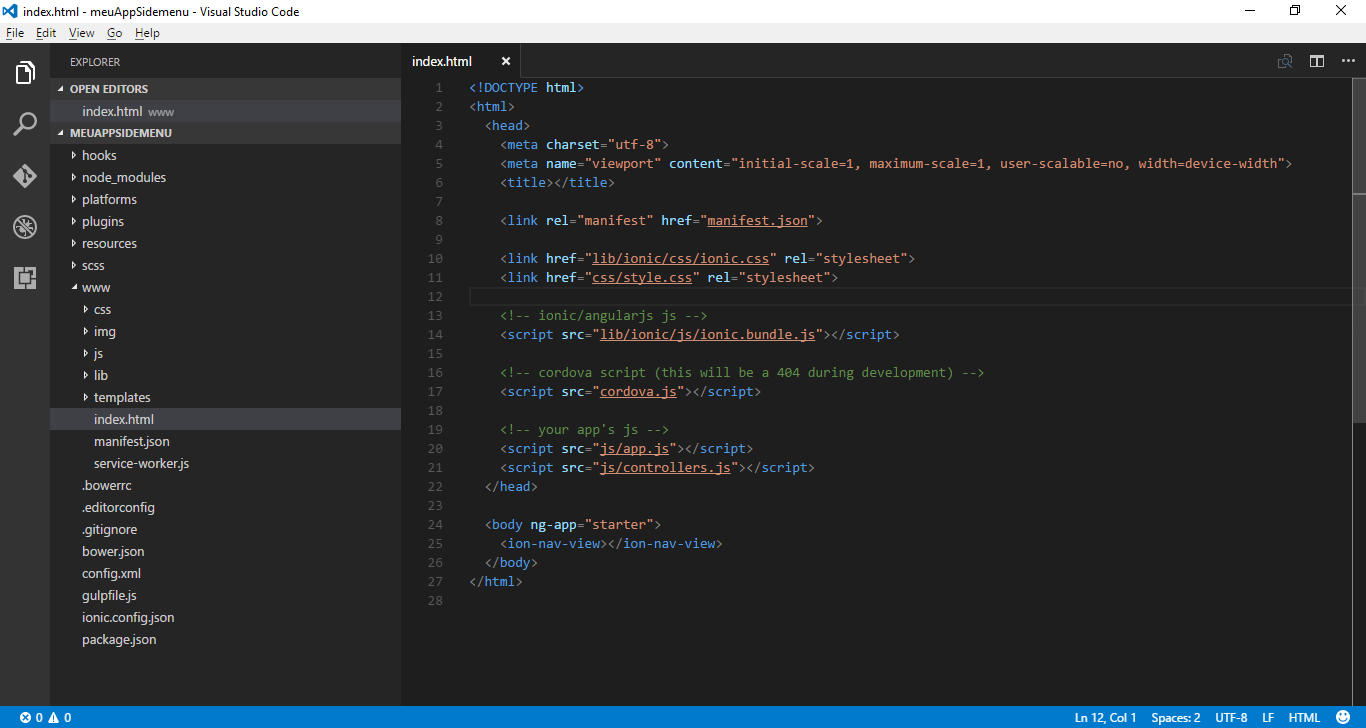 index.html - meuAppSidemenu - Visual Studio Code
File Edit View Go Help
EXPLORER
OPEN EDITORS
index.html www
MEUAPPSIDEMENU
hooks
node_modules
platforms
plugins
resources
scss
www
css
img
js
lib
templates
index.html
manifest.json
service-worker.js
.bowerrc
.editorconfig
.gitignore
bower.json
config.xml
gulpfile.js
ionic.config.json
package.json
index.html
1 <!DOCTYPE html>
2 <html>
3   <head>
4     <meta charset="utf-8">
5     <meta name="viewport" content="initial-scale=1, maximum-scale=1, user-scalable=no, width=device-width">
6     <title></title>
7
8     <link rel="manifest" href="manifest.json">
9
10     <link href="lib/ionic/css/ionic.css" rel="stylesheet">
11     <link href="css/style.css" rel="stylesheet">
12
13     <!-- ionic/angularjs js -->
14     <script src="lib/ionic/js/ionic.bundle.js"></script>
15
16     <!-- cordova script (this will be a 404 during development) -->
17     <script src="cordova.js"></script>
18
19     <!-- your app's js -->
20     <script src="js/app.js"></script>
21     <script src="js/controllers.js"></script>
22   </head>
23
24   <body ng-app="starter">
25     <ion-nav-view></ion-nav-view>
26   </body>
27 </html>
28
0 0 Ln 12, Col 1 Spaces: 2 UTF-8 LF HTML